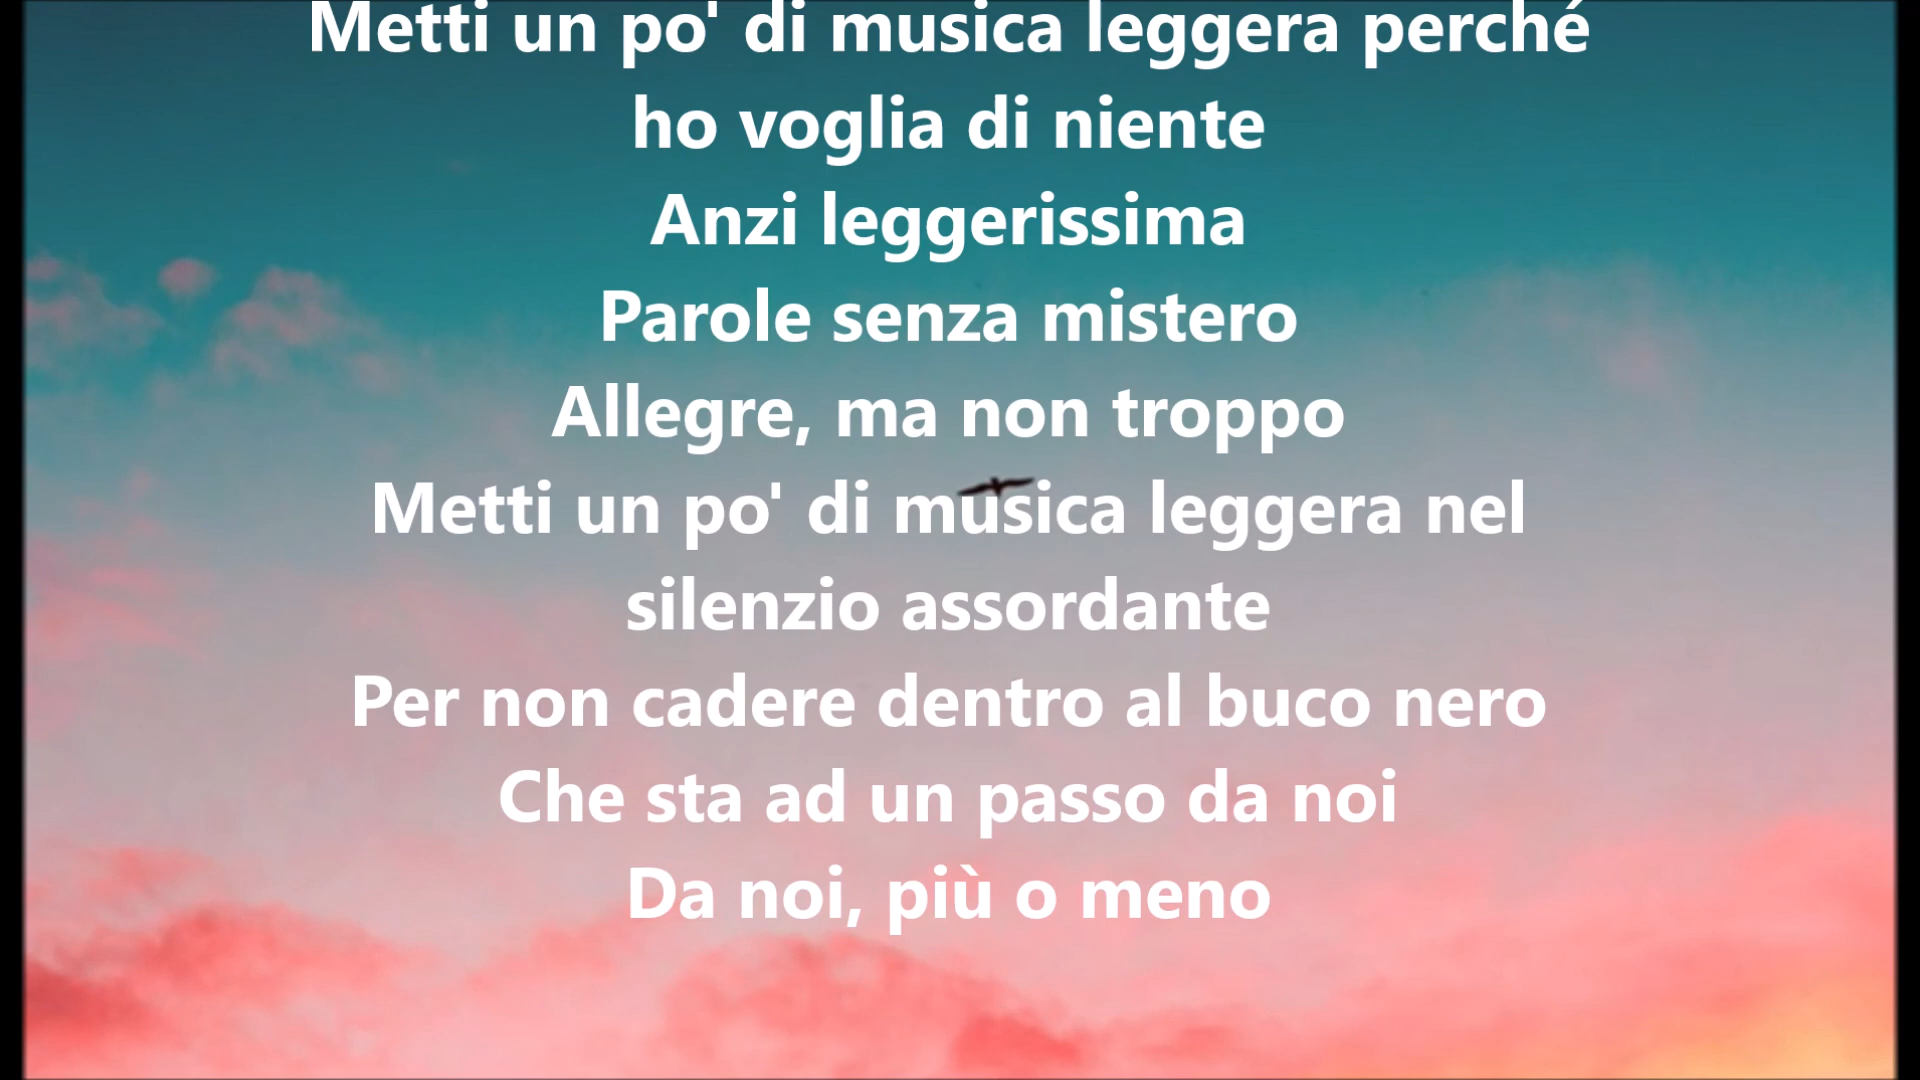 Metti un po' di musica leggera perché
ho voglia di niente
Anzi leggerissima
Parole senza mistero
Allegre, ma non troppo
Metti un po' di musica leggera nel
silenzio assordante
Per non cadere dentro al buco nero
Che sta ad un passo da noi
Da noi, più o meno